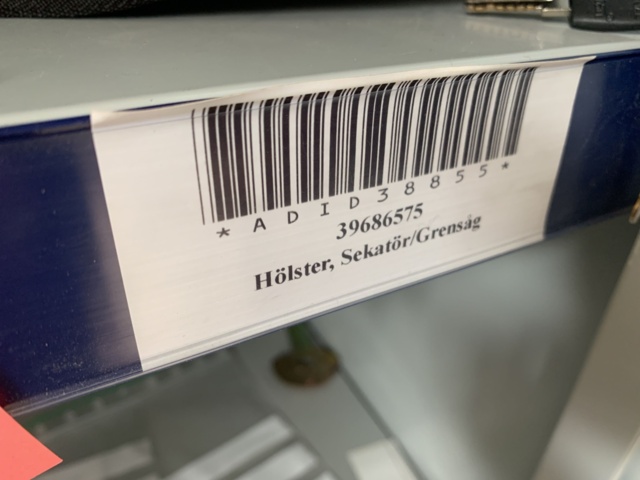 *ADID38855*
39686575
Hölster, Sekatör/Grensåg